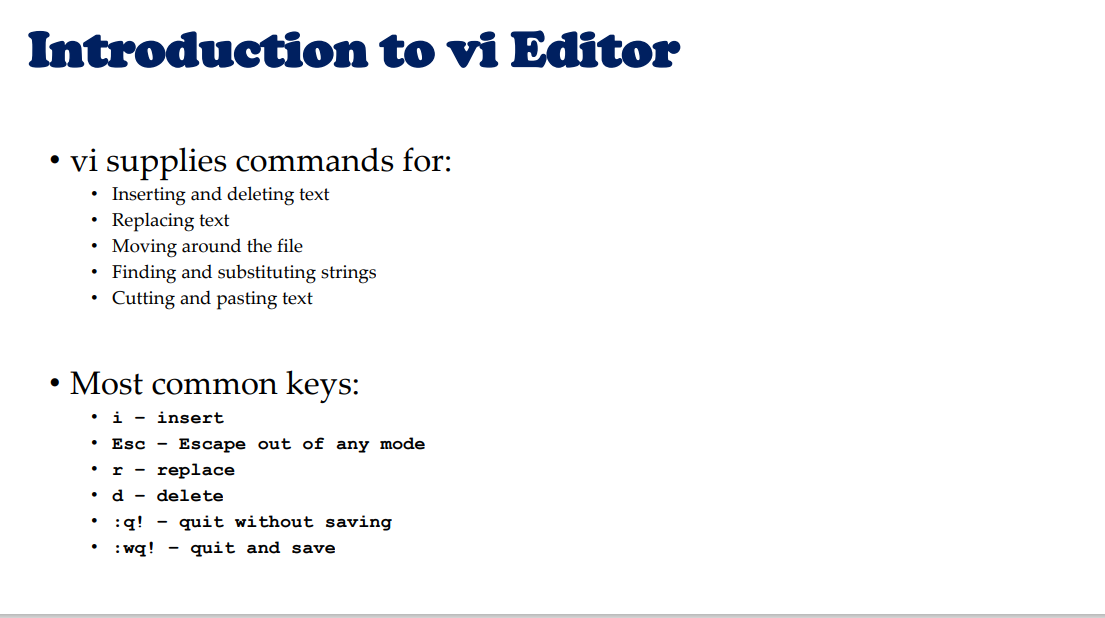 Introduction to vi Editor
• vi supplies commands for:
• Inserting and deleting text
• Replacing text
• Moving around the file
• Finding and substituting strings
• Cutting and pasting text
• Most common keys:
• i – insert
• Esc – Escape out of any mode
• r – replace
• d – delete
• :q! – quit without saving
• :wq! – quit and save